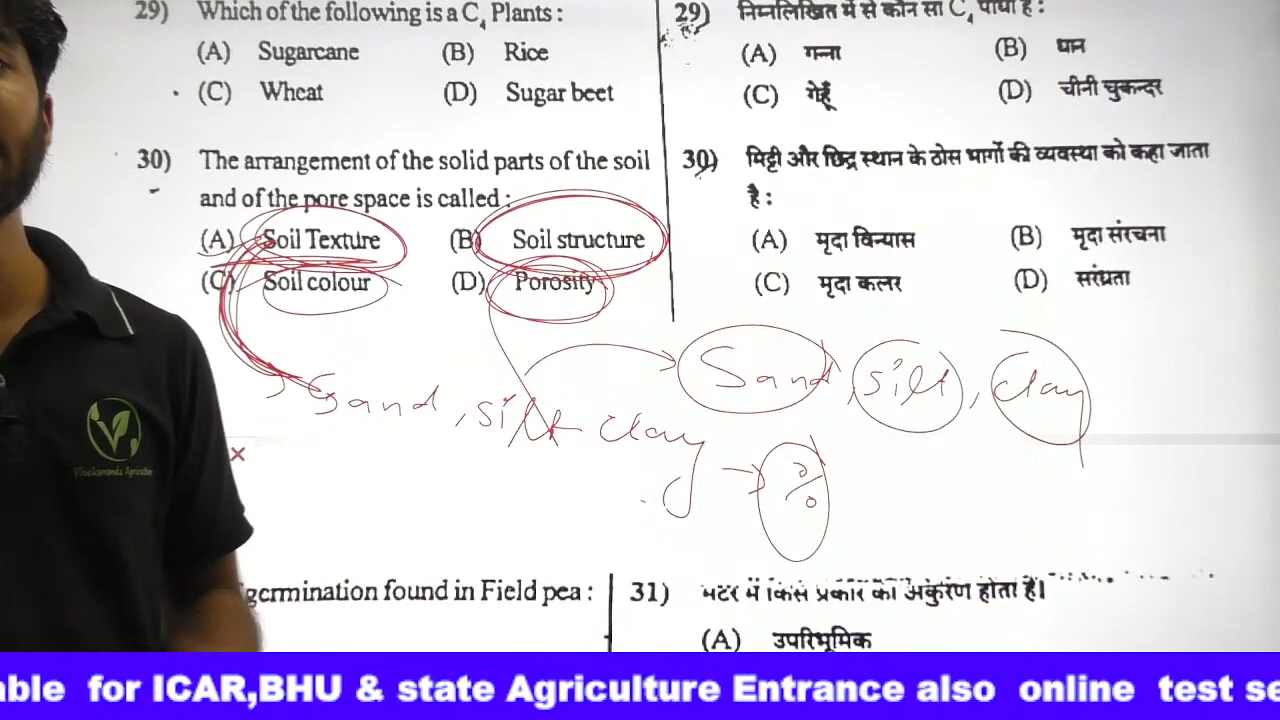 29) Which of the following is a C4 Plants :
(A) Sugarcane (B) Rice
(C) Wheat (D) Sugar beet
30) The arrangement of the solid parts of the soil
and of the pore space is called :
(A) Soil Texture (B) Soil structure
(C) Soil colour (D) Porosity
29) निम्नलिखित में से कौन सा C4 पौधा है :
(A) गन्ना (B) धान
(C) गेहूँ (D) चीनी चुकन्दर
30) मिट्टी और छिद्र स्थान के ठोस भागों की व्यवस्था को कहा जाता
है :
(A) मृदा विन्यास (B) मृदा संरचना
(C) मृदा कलर (D) सरंध्रता
Sand, silt, clay
Sand, silt clay
%
germination found in Field pea :
31) मटर में किस प्रकार का अंकुरण होता है।
(A) उपरिभूमिक
for ICAR,BHU & state Agriculture Entrance also online test